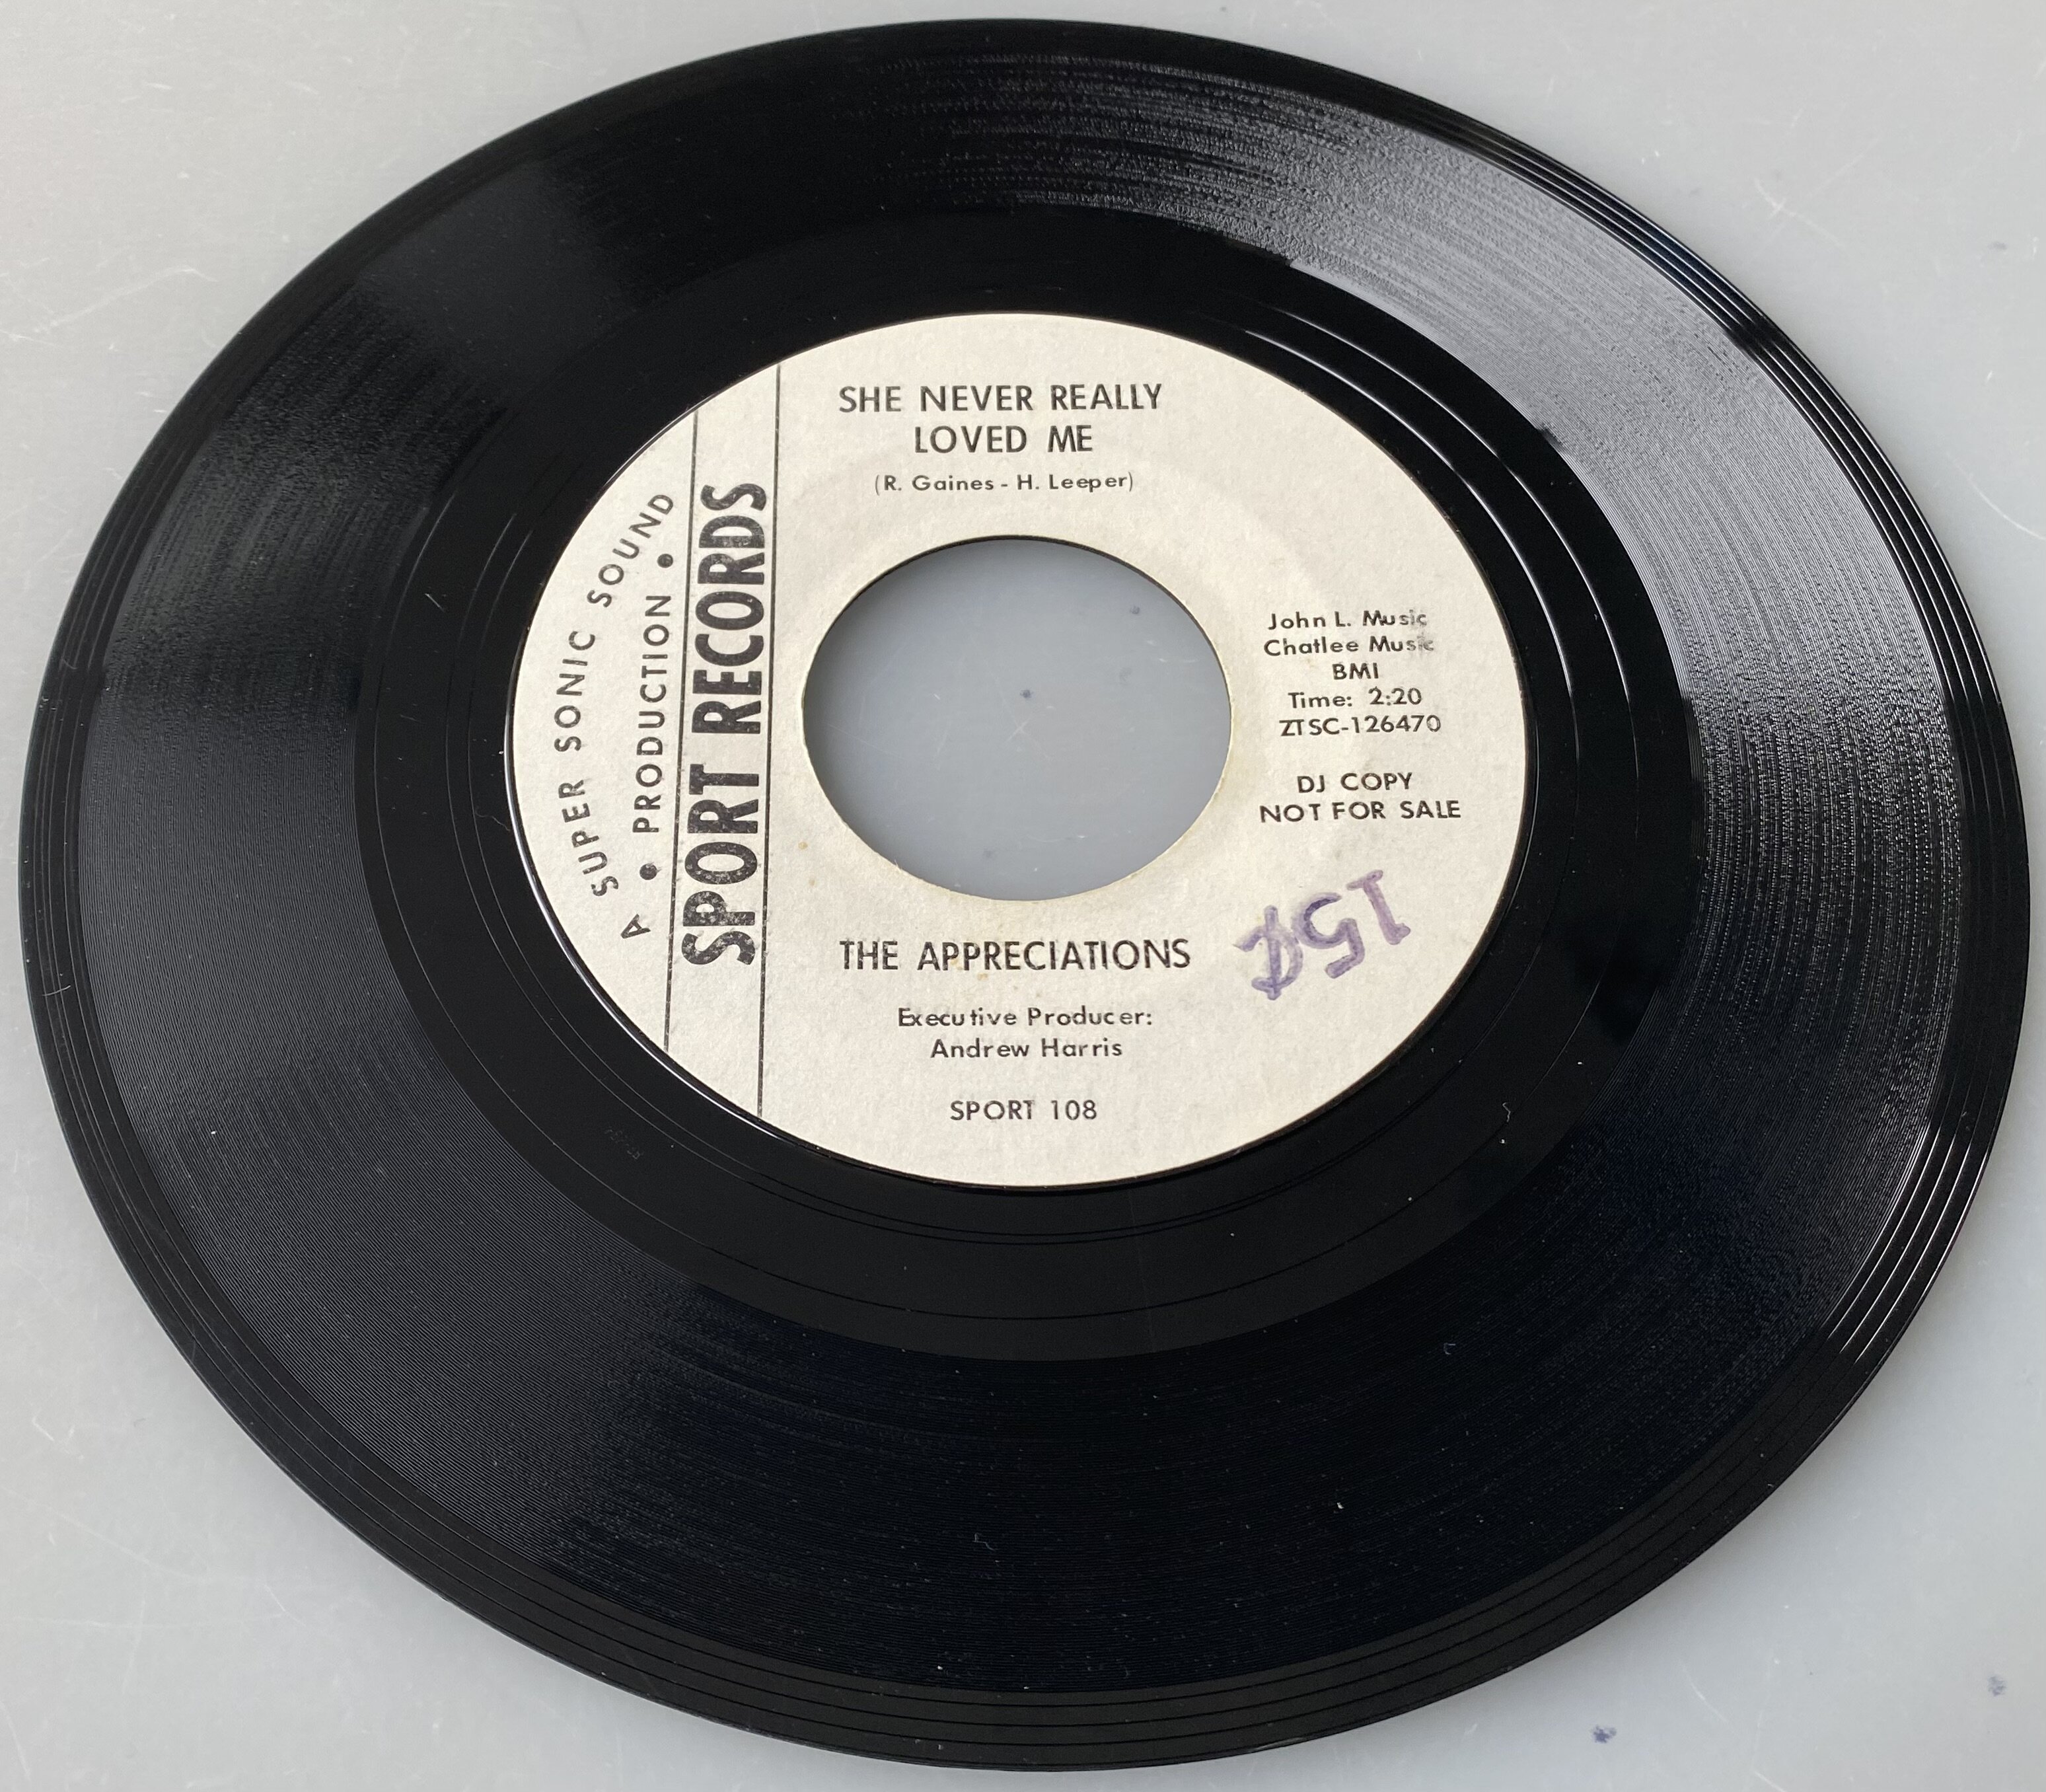 SHE NEVER REALLY
LOVED ME
(R. Gaines - H. Leeper)
A SUPER SONIC SOUND
• PRODUCTION •
SPORT RECORDS
John L. Music
Chatlee Music
BMI
Time: 2:20
ZTSC-126470
DJ COPY
NOT FOR SALE
15¢
THE APPRECIATIONS
Executive Producer:
Andrew Harris
SPORT 108